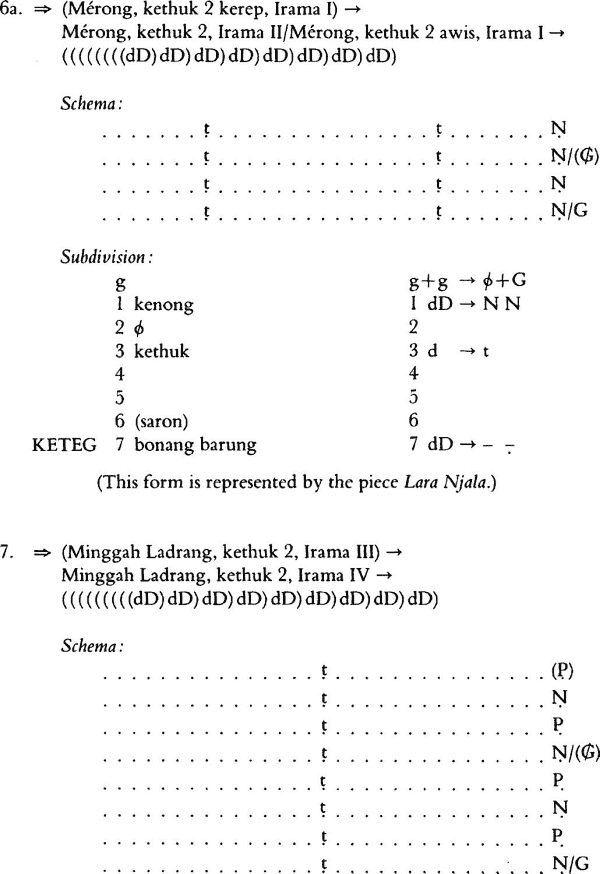 6a. ⇒ (Mérong, kethuk 2 kerep, Irama I) →
Mérong, kethuk 2, Irama II/Mérong, kethuk 2 awis, Irama I →
((((((((dD) dD) dD) dD) dD) dD) dD) dD)
Schema:
. . . . . . . ṭ . . . . . . . . . . . . . . . ṭ . . . . . . . Ṇ
. . . . . . . ṭ . . . . . . . . . . . . . . . ṭ . . . . . . . Ṇ/(G̸)
. . . . . . . ṭ . . . . . . . . . . . . . . . ṭ . . . . . . . Ṇ
. . . . . . . ṭ . . . . . . . . . . . . . . . ṭ . . . . . . . Ṇ/G
Subdivision:
g g+g → ϕ+G
1 kenong 1 dD → N N
2 ϕ 2
3 kethuk 3 d → t
4 4
5 5
6 (saron) 6
KETEG 7 bonang barung 7 dD → – –̣
(This form is represented by the piece Lara Njala.)
7. ⇒ (Minggah Ladrang, kethuk 2, Irama III) →
Minggah Ladrang, kethuk 2, Irama IV →
(((((((((dD) dD) dD) dD) dD) dD) dD) dD) dD)
Schema:
. . . . . . . . . . . . . . . ṭ . . . . . . . . . . . . . . . (P̣)
. . . . . . . . . . . . . . . ṭ . . . . . . . . . . . . . . . Ṇ
. . . . . . . . . . . . . . . ṭ . . . . . . . . . . . . . . . P̣
. . . . . . . . . . . . . . . ṭ . . . . . . . . . . . . . . . Ṇ/(G̸)
. . . . . . . . . . . . . . . ṭ . . . . . . . . . . . . . . . P̣
. . . . . . . . . . . . . . . ṭ . . . . . . . . . . . . . . . Ṇ
. . . . . . . . . . . . . . . ṭ . . . . . . . . . . . . . . . P̣
. . . . . . . . . . . . . . . ṭ . . . . . . . . . . . . . . . Ṇ/G